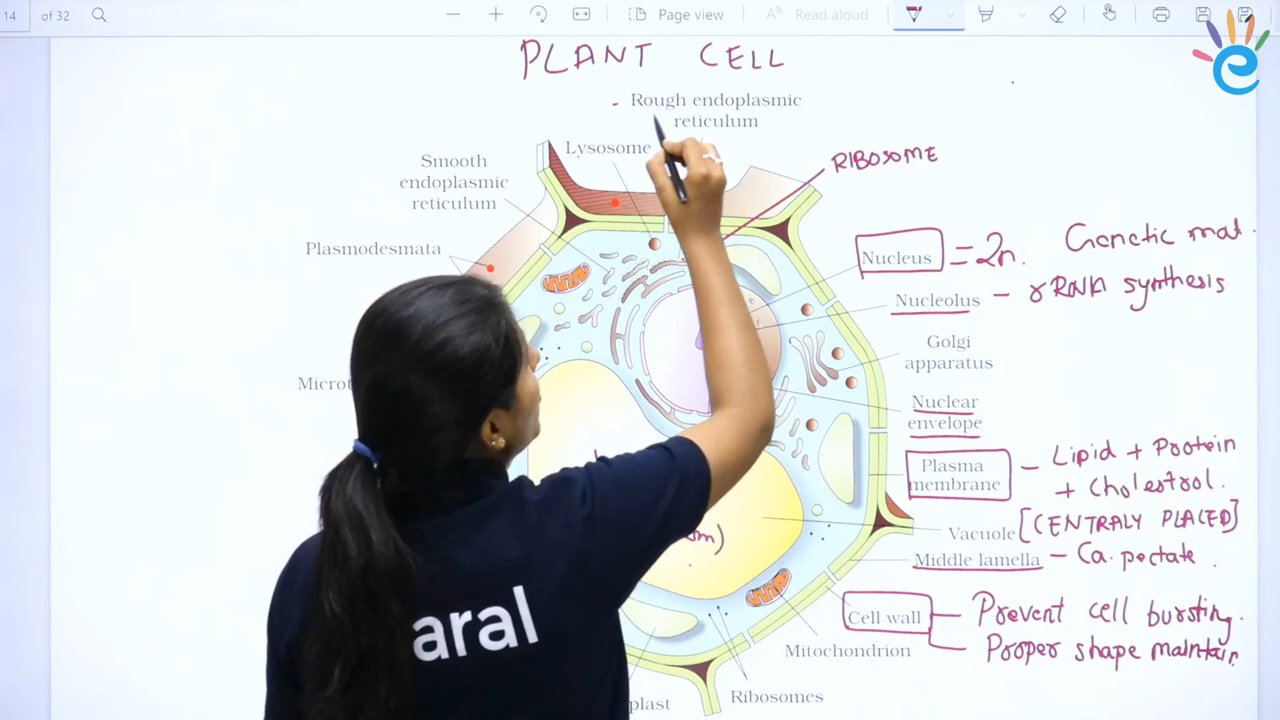 14 of 32
Page view
Read aloud
PLANT CELL
Rough endoplasmic
reticulum
Lysosome
RIBOSOME
Smooth
endoplasmic
reticulum
Plasmodesmata
Nucleus = 2n. Genetic mat.
Nucleolus - rRNA synthesis
Golgi
apparatus
Nuclear
envelope
Plasma
membrane - Lipid + Protein
+ Cholestrol.
Vacuole [CENTRALY PLACED]
Middle lamella - Ca. pectate.
Cell wall - Prevent cell bursting.
Proper shape maintain.
Mitochondrion
Ribosomes
aral
e